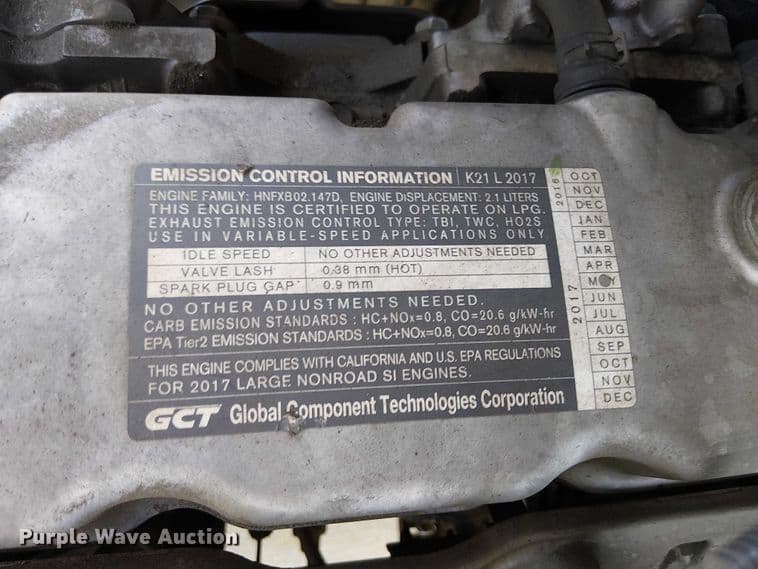 EMISSION CONTROL INFORMATION K21 L 2017
ENGINE FAMILY: HNFXB02.147D, ENGINE DISPLACEMENT: 2.1 LITERS
THIS ENGINE IS CERTIFIED TO OPERATE ON LPG.
EXHAUST EMISSION CONTROL TYPE: TBI, TWC, HO2S
USE IN VARIABLE-SPEED APPLICATIONS ONLY
IDLE SPEED NO OTHER ADJUSTMENTS NEEDED
VALVE LASH 0.38 mm (HOT)
SPARK PLUG GAP 0.9 mm
NO OTHER ADJUSTMENTS NEEDED.
CARB EMISSION STANDARDS : HC+NOx=0.8, CO=20.6 g/kW-hr
EPA Tier2 EMISSION STANDARDS : HC+NOx=0.8, CO=20.6 g/kW-hr
THIS ENGINE COMPLIES WITH CALIFORNIA AND U.S. EPA REGULATIONS
FOR 2017 LARGE NONROAD SI ENGINES.
GCT Global Component Technologies Corporation
2016
OCT
NOV
DEC
2017
JAN
FEB
MAR
APR
MAY
JUN
JUL
AUG
SEP
OCT
NOV
DEC
Purple Wave Auction